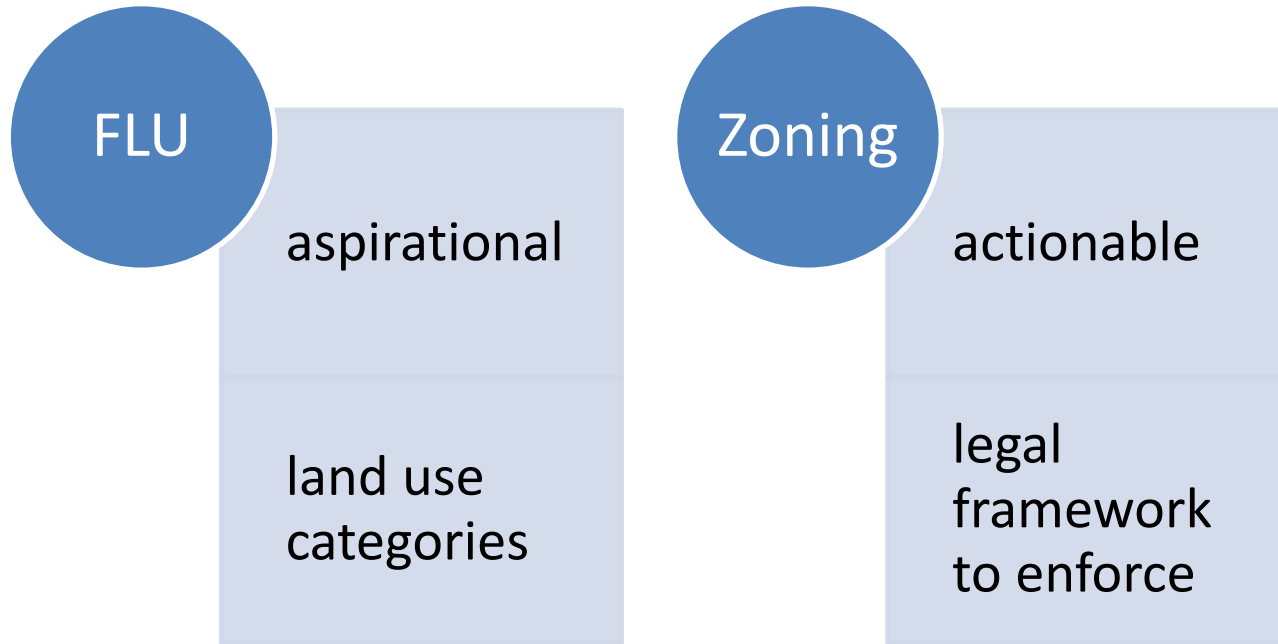 FLU
aspirational
land use
categories
Zoning
actionable
legal
framework
to enforce